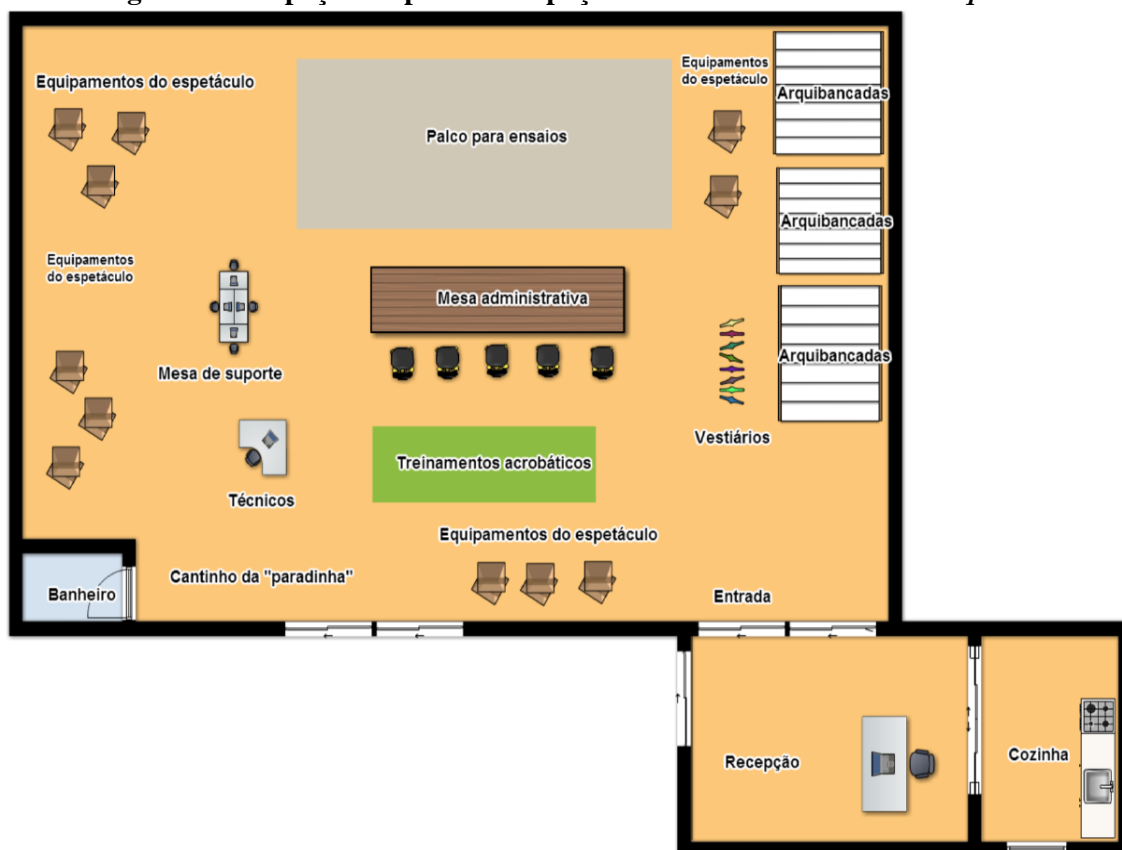 Equipamentos do espetáculo
Equipamentos
do espetáculo
Arquibancadas
Palco para ensaios
Arquibancadas
Equipamentos
do espetáculo
Mesa administrativa
Arquibancadas
Mesa de suporte
Vestiários
Treinamentos acrobáticos
Técnicos
Equipamentos do espetáculo
Cantinho da "paradinha"
Banheiro
Entrada
Recepção
Cozinha